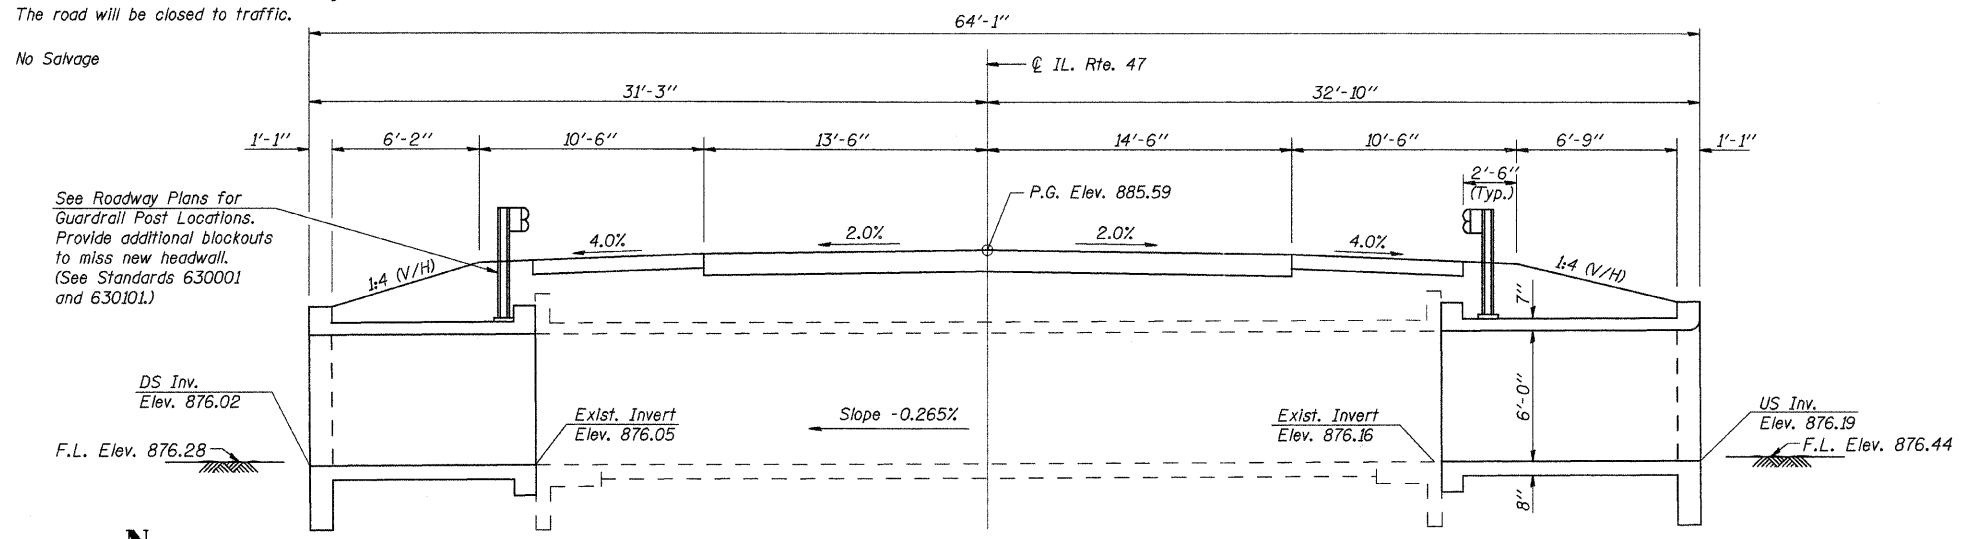 The road will be closed to traffic.
No Salvage
64'-1"
℄ IL. Rte. 47
31'-3"
32'-10"
1'-1"
6'-2"
10'-6"
13'-6"
14'-6"
10'-6"
6'-9"
1'-1"
2'-6"
(Typ.)
See Roadway Plans for
Guardrail Post Locations.
Provide additional blockouts
to miss new headwall.
(See Standards 630001
and 630101.)
P.G. Elev. 885.59
4.0%
2.0%
2.0%
4.0%
1:4 (V/H)
1:4 (V/H)
7"
DS Inv.
Elev. 876.02
Exist. Invert
Elev. 876.05
Slope -0.265%
Exist. Invert
Elev. 876.16
6'-0"
US Inv.
Elev. 876.19
F.L. Elev. 876.28
F.L. Elev. 876.44
8"
N